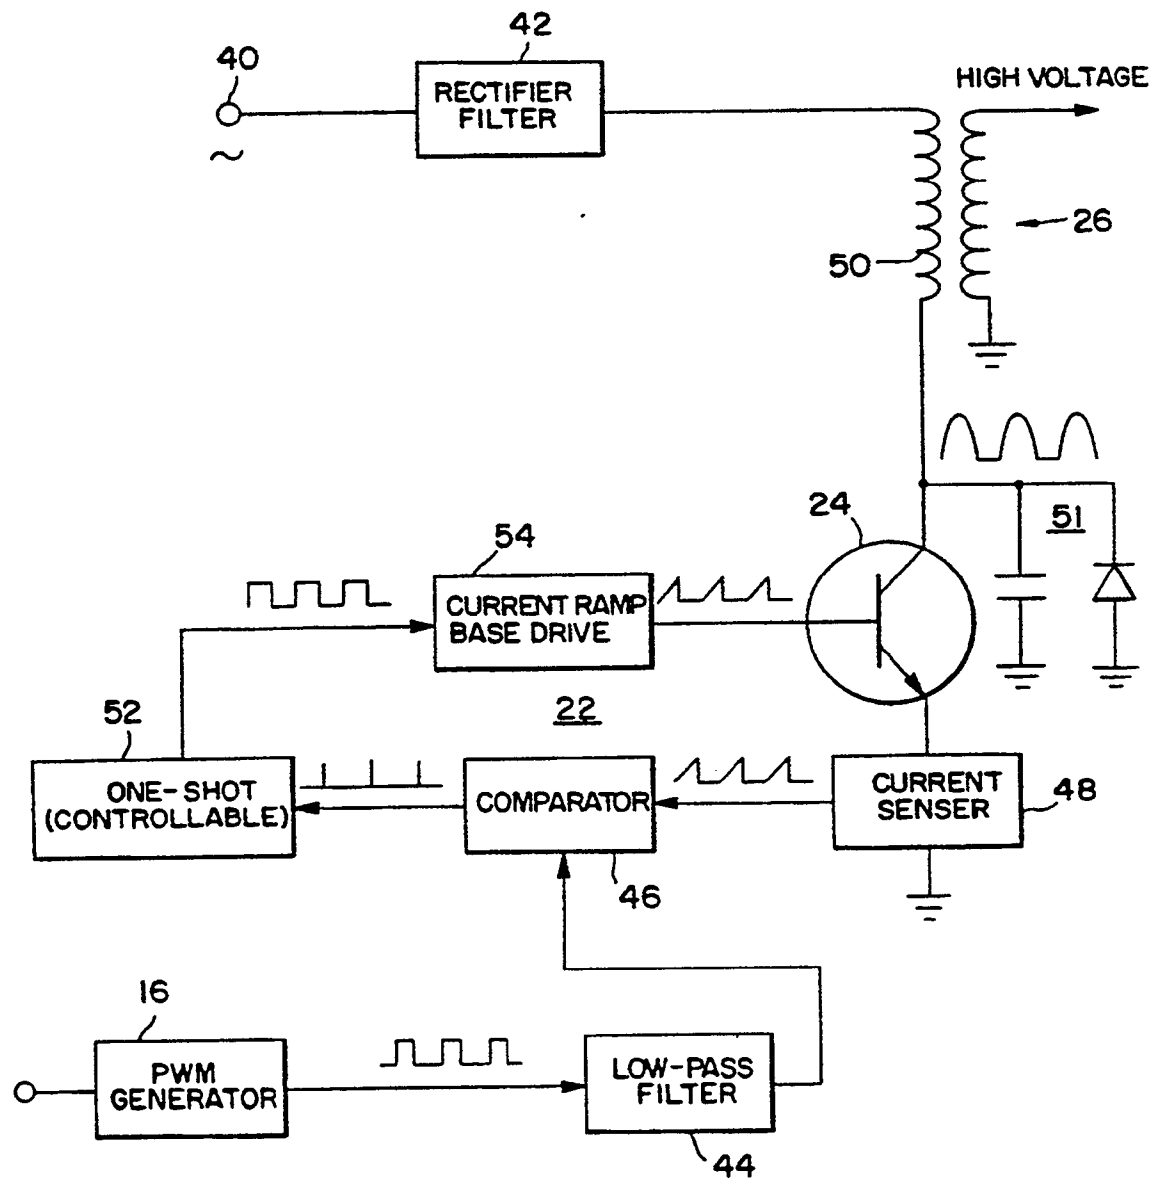 42
40
RECTIFIER
FILTER
HIGH VOLTAGE
~
26
50
24
51
54
CURRENT RAMP
BASE DRIVE
22
52
ONE-SHOT
(CONTROLLABLE)
COMPARATOR
CURRENT
SENSER
48
46
16
PWM
GENERATOR
LOW-PASS
FILTER
44